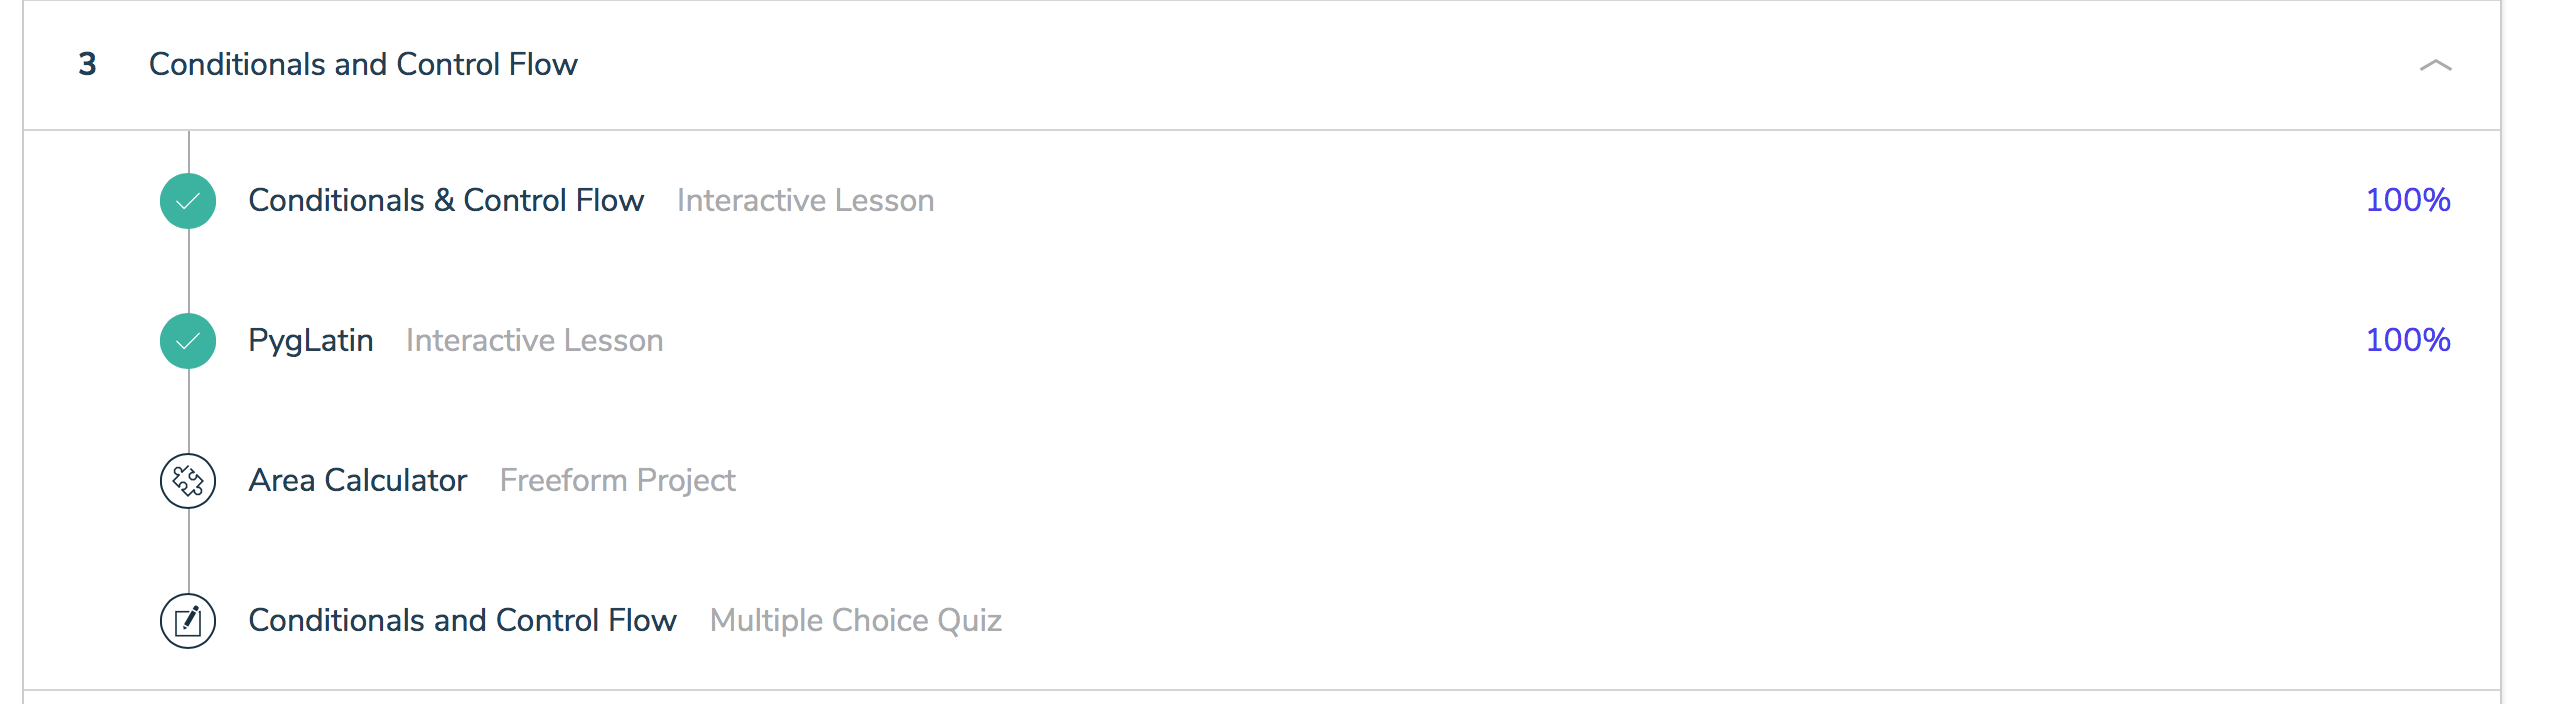 3 Conditionals and Control Flow
Conditionals & Control Flow Interactive Lesson 100%
PygLatin Interactive Lesson 100%
Area Calculator Freeform Project
Conditionals and Control Flow Multiple Choice Quiz